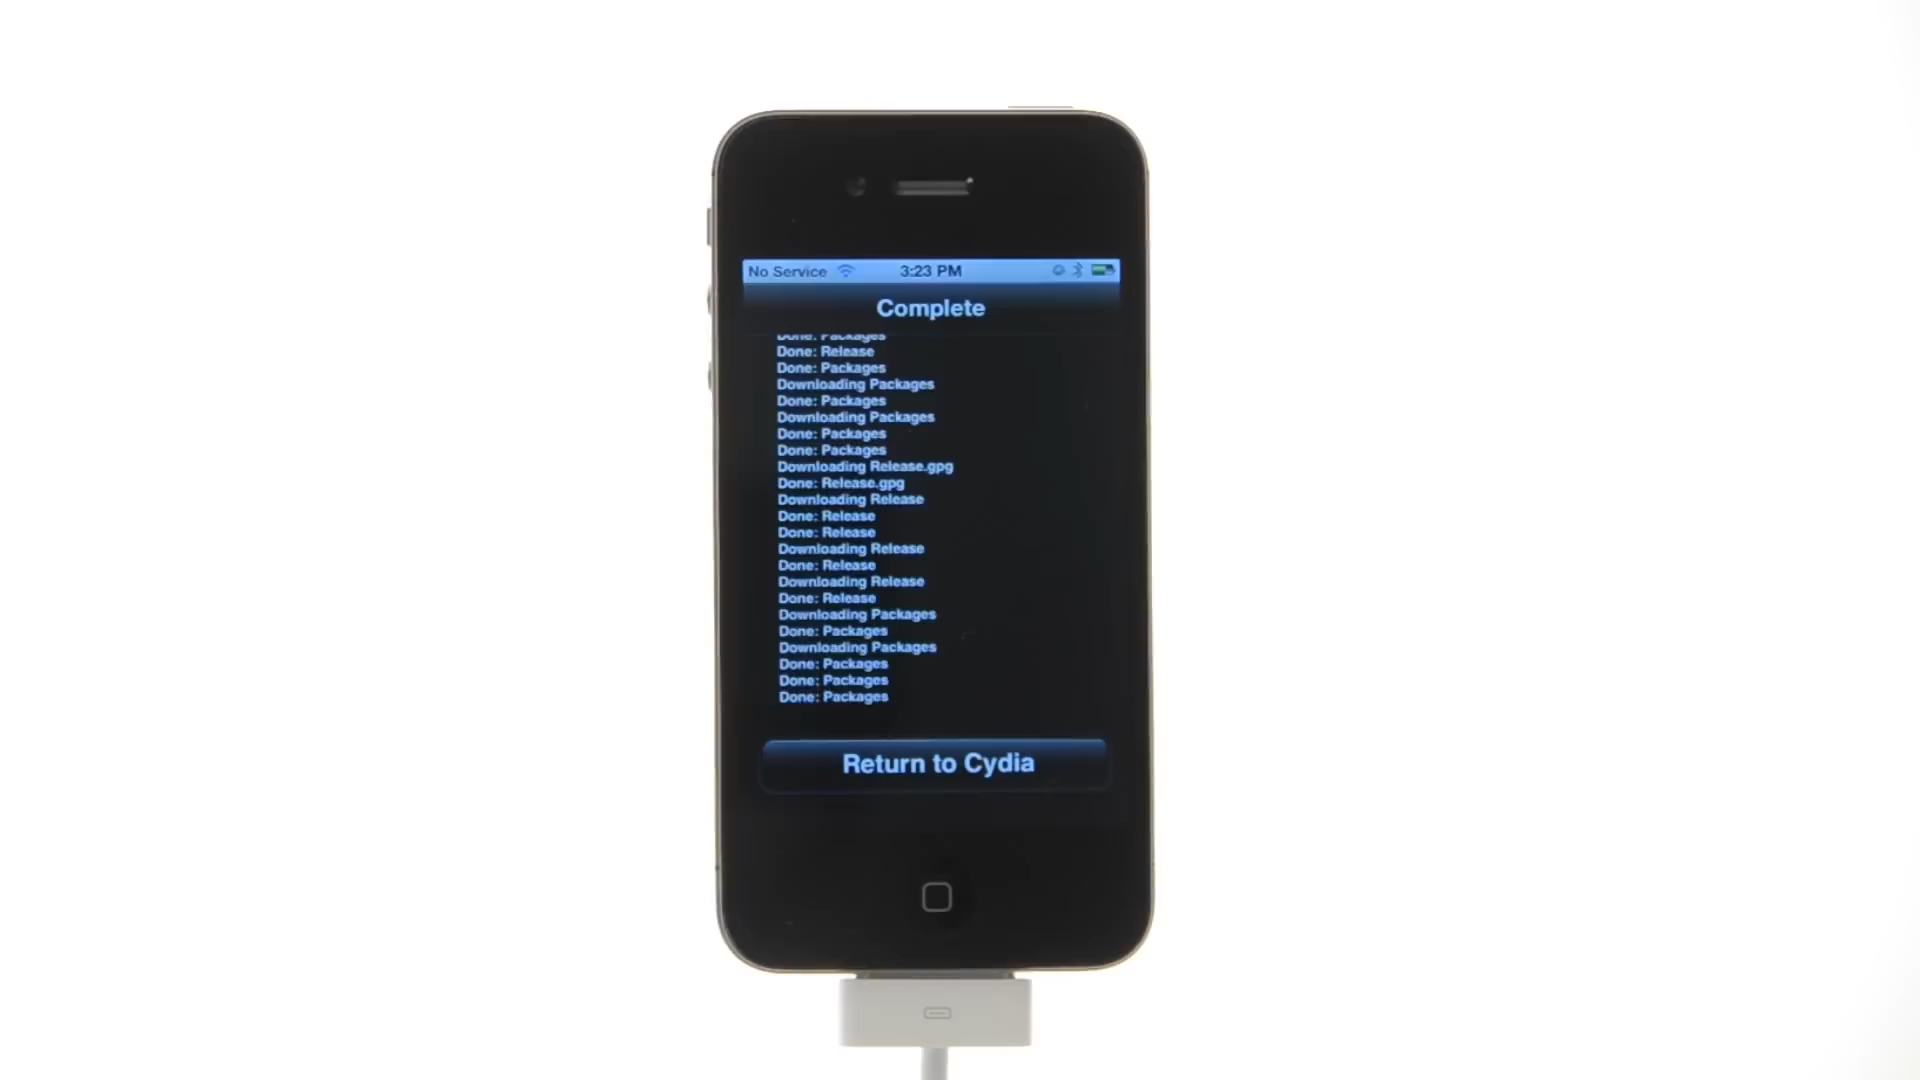 No Service 3:23 PM
Complete
Done: Packages
Done: Release
Done: Packages
Downloading Packages
Done: Packages
Downloading Packages
Done: Packages
Done: Packages
Downloading Release.gpg
Done: Release.gpg
Downloading Release
Done: Release
Done: Release
Downloading Release
Done: Release
Downloading Release
Done: Release
Downloading Packages
Done: Packages
Downloading Packages
Done: Packages
Done: Packages
Done: Packages
Return to Cydia